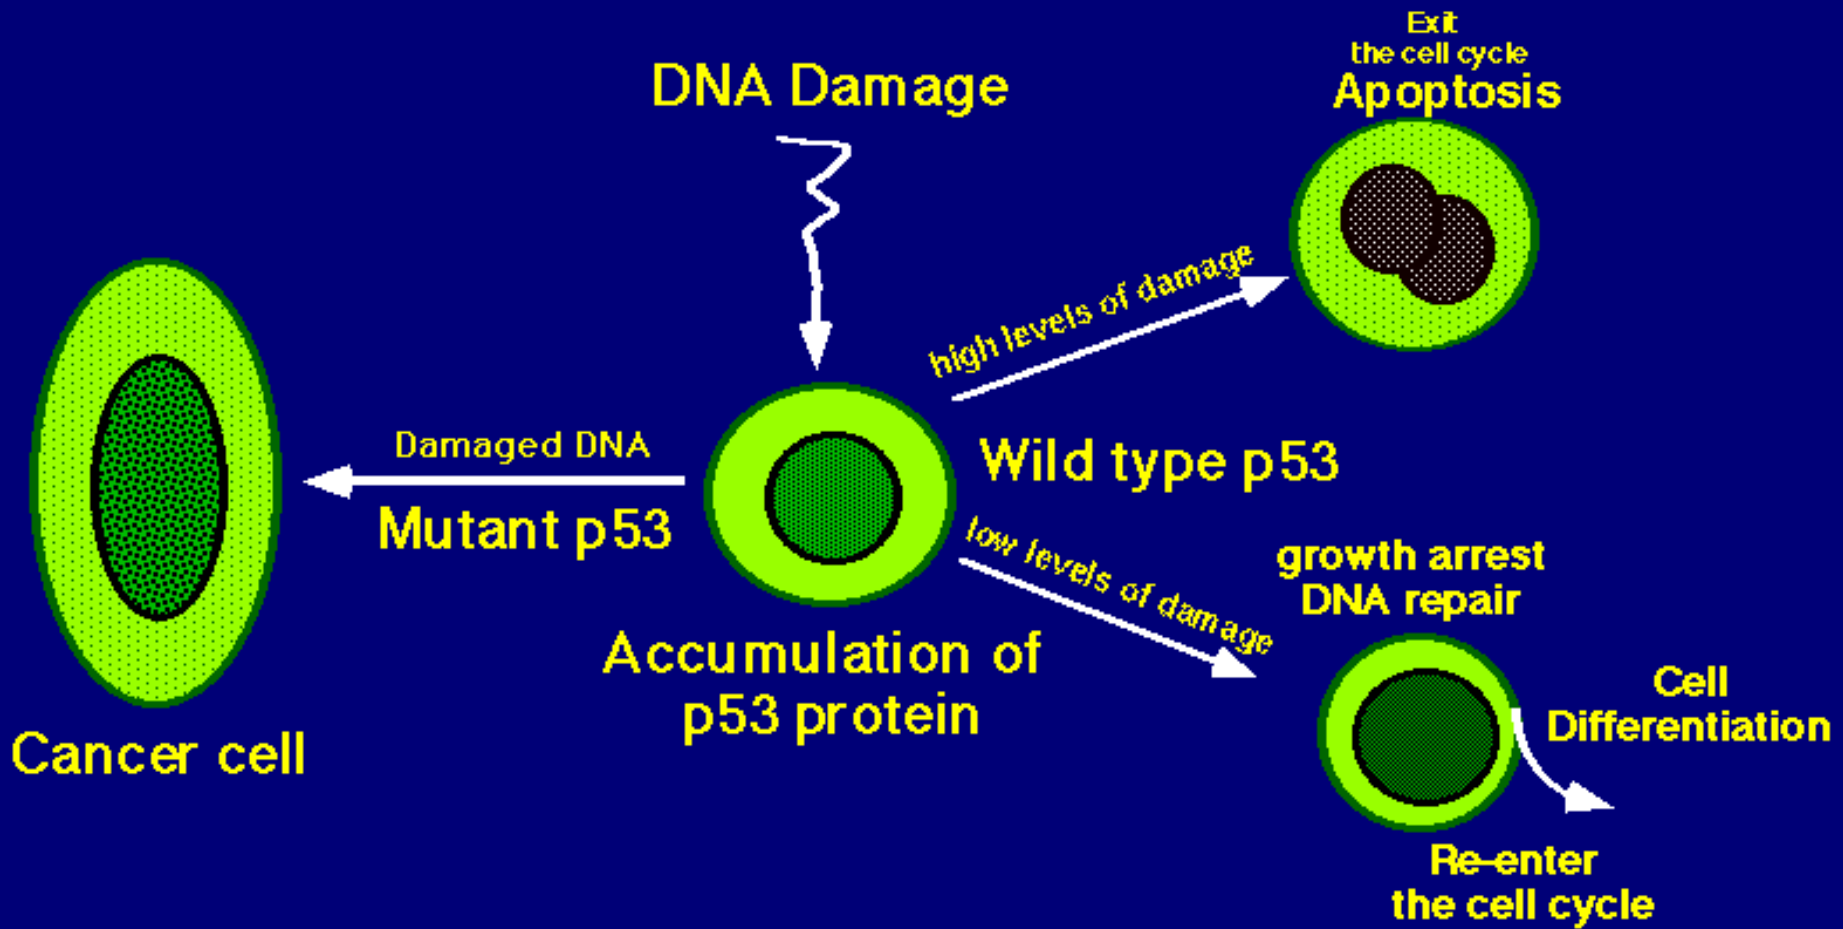 Exit
the cell cycle
Apoptosis
DNA Damage
high levels of damage
Damaged DNA
Mutant p53
Wild type p53
low levels of damage
growth arrest
DNA repair
Accumulation of
p53 protein
Cancer cell
Cell
Differentiation
Re-enter
the cell cycle